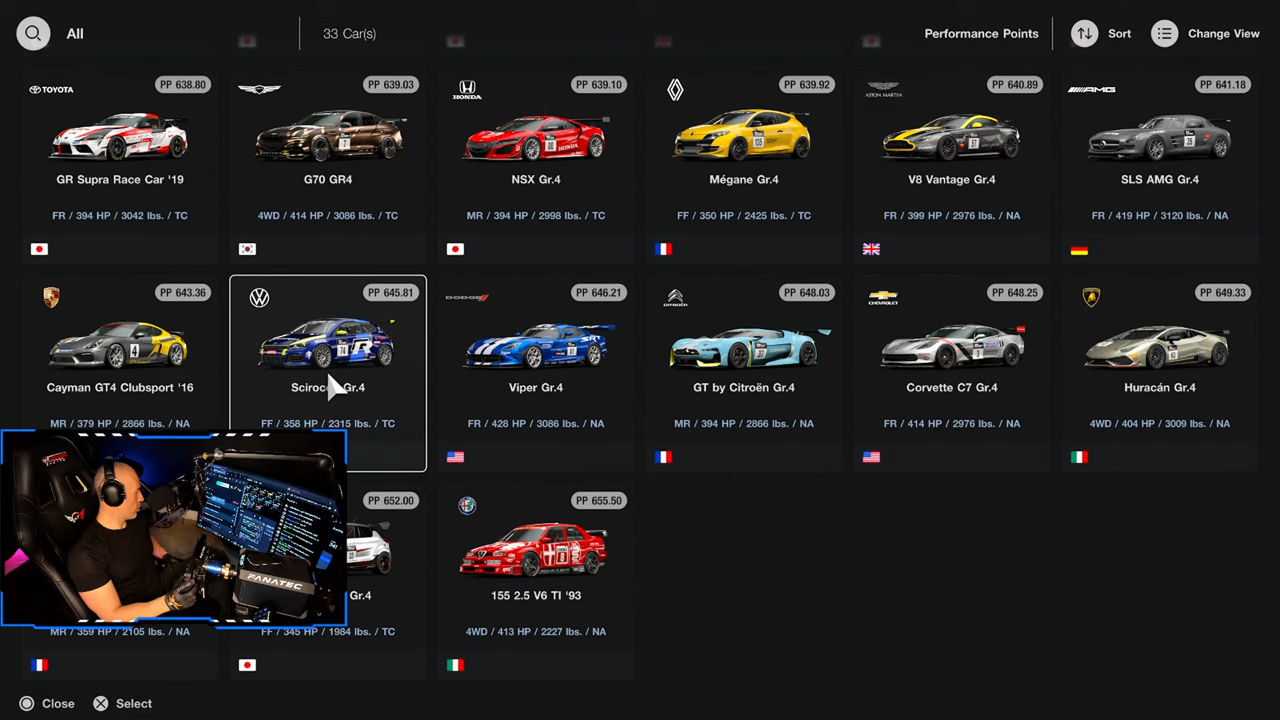 All
33 Car(s)
Performance Points
Sort
Change View
TOYOTA
PP 638.80
GR Supra Race Car '19
FR / 394 HP / 3042 lbs. / TC
PP 639.03
G70 GR4
4WD / 414 HP / 3086 lbs. / TC
HONDA
PP 639.10
NSX Gr.4
MR / 394 HP / 2998 lbs. / TC
PP 639.92
Mégane Gr.4
FF / 350 HP / 2425 lbs. / TC
ASTON MARTIN
PP 640.89
V8 Vantage Gr.4
FR / 399 HP / 2976 lbs. / NA
AMG
PP 641.18
SLS AMG Gr.4
FR / 419 HP / 3120 lbs. / NA
PP 643.36
Cayman GT4 Clubsport '16
MR / 379 HP / 2866 lbs. / NA
PP 645.81
Gr.4
FF / 358 HP / 2315 lbs. / TC
DODGE
PP 646.21
Viper Gr.4
FR / 428 HP / 3086 lbs. / NA
CITROËN
PP 648.03
GT by Citroën Gr.4
MR / 394 HP / 2866 lbs. / NA
CHEVROLET
PP 648.25
Corvette C7 Gr.4
FR / 414 HP / 2976 lbs. / NA
PP 649.33
Huracán Gr.4
4WD / 404 HP / 3009 lbs. / NA
MR / 359 HP / 2105 lbs. / NA
PP 652.00
Gr.4
FF / 345 HP / 1984 lbs. / TC
PP 655.50
155 2.5 V6 TI '93
4WD / 413 HP / 2227 lbs. / NA
FANATEC
Close
Select